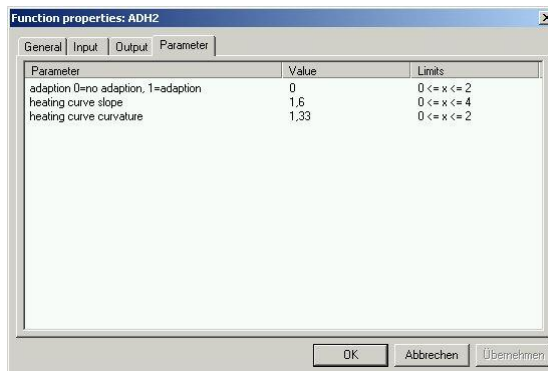 Function properties: ADH2
General Input Output Parameter
Parameter Value Limits
adaption 0=no adaption, 1=adaption 0 0 <= x <= 2
heating curve slope 1,6 0 <= x <= 4
heating curve curvature 1,33 0 <= x <= 2
OK Abbrechen Übernehmen